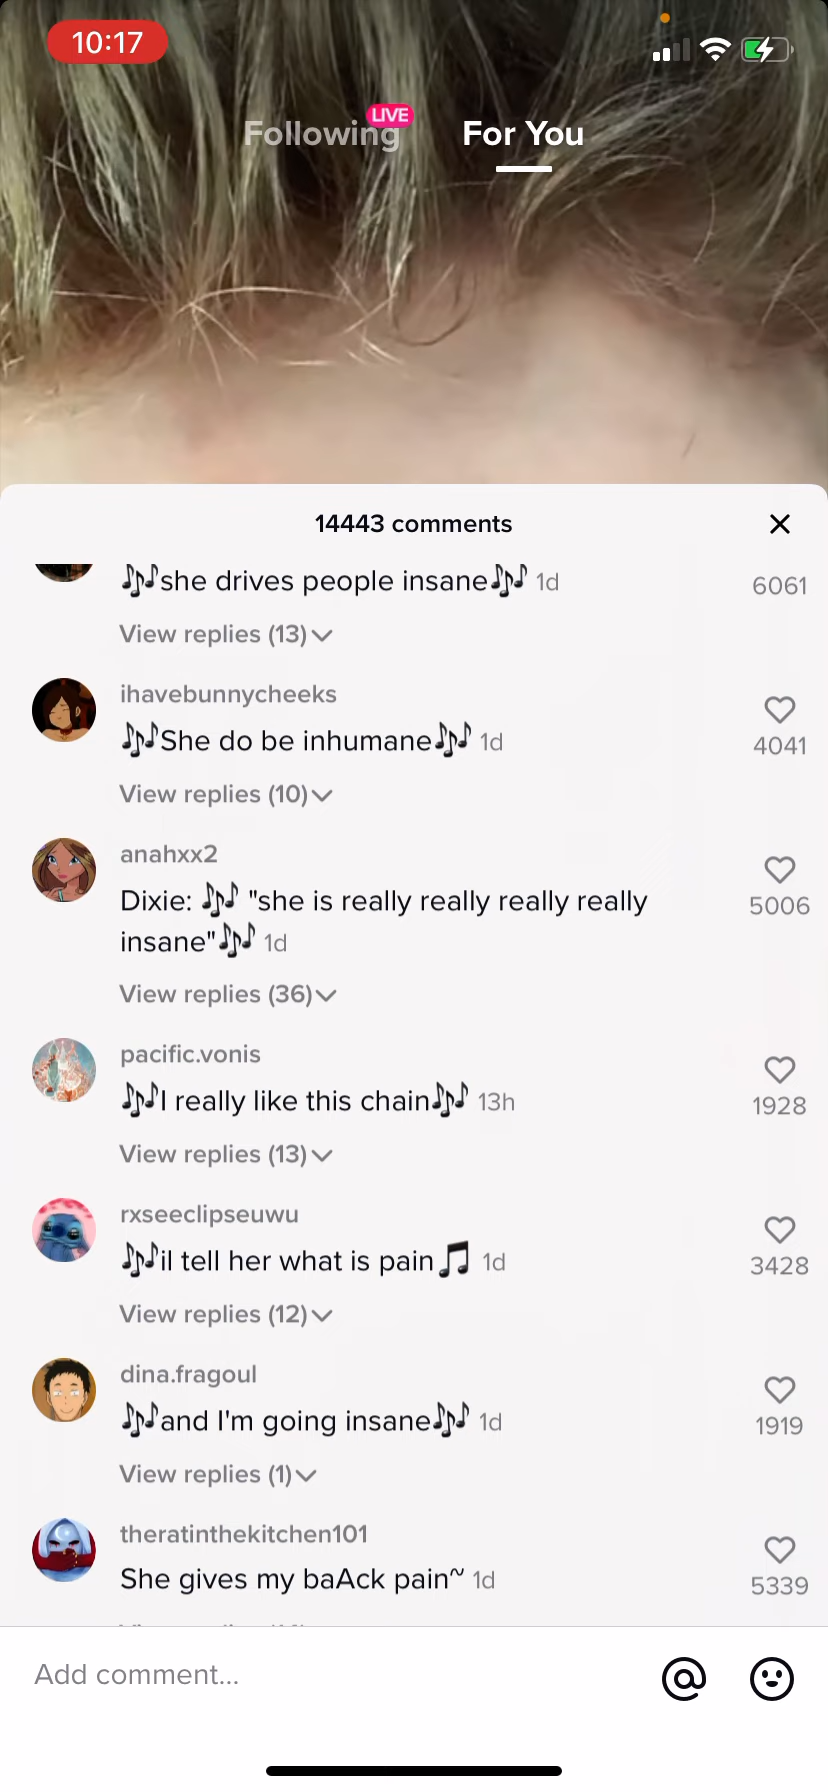 10:17
Following LIVE For You
14443 comments
🎶she drives people insane🎶 1d
6061
View replies (13)
ihavebunnycheeks
🎶She do be inhumane🎶 1d
4041
View replies (10)
anahxx2
Dixie: 🎶 "she is really really really really
insane"🎶 1d
5006
View replies (36)
pacific.vonis
🎶I really like this chain🎶 13h
1928
View replies (13)
rxseeclipseuwu
🎶il tell her what is pain🎵 1d
3428
View replies (12)
dina.fragoul
🎶and I'm going insane🎶 1d
1919
View replies (1)
theratinthekitchen101
She gives my baAck pain~ 1d
5339
Add comment...